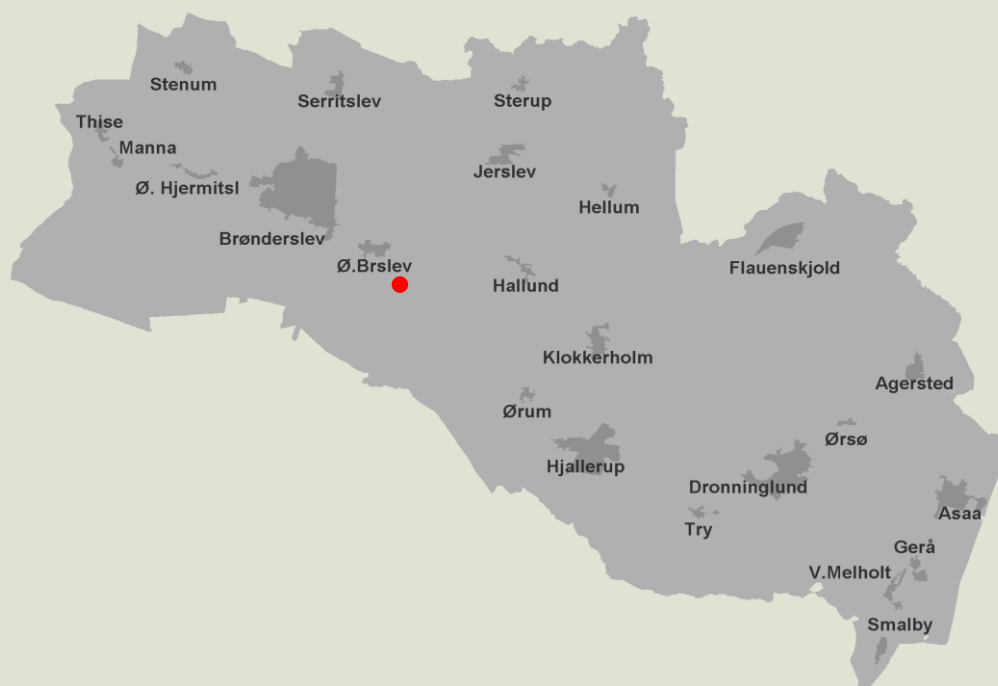 Stenum
Serritslev
Sterup
Thise
Manna
Jerslev
Ø. Hjermitsl
Hellum
Brønderslev
Ø.Brslev
Flauenskjold
Hallund
Klokkerholm
Agersted
Ørum
Ørsø
Hjallerup
Dronninglund
Asaa
Try
Gerå
V.Melholt
Smalby